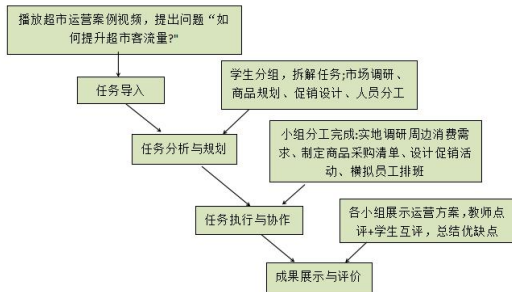 播放超市运营案例视频，提出问题“如
何提升超市客流量?"
任务导入
学生分组，拆解任务;市场调研、
商品规划、促销设计、人员分工
任务分析与规划
小组分工完成:实地调研周边消费需
求、制定商品采购清单、设计促销活
动、模拟员工排班
任务执行与协作
各小组展示运营方案,教师点
评+学生互评，总结优缺点
成果展示与评价